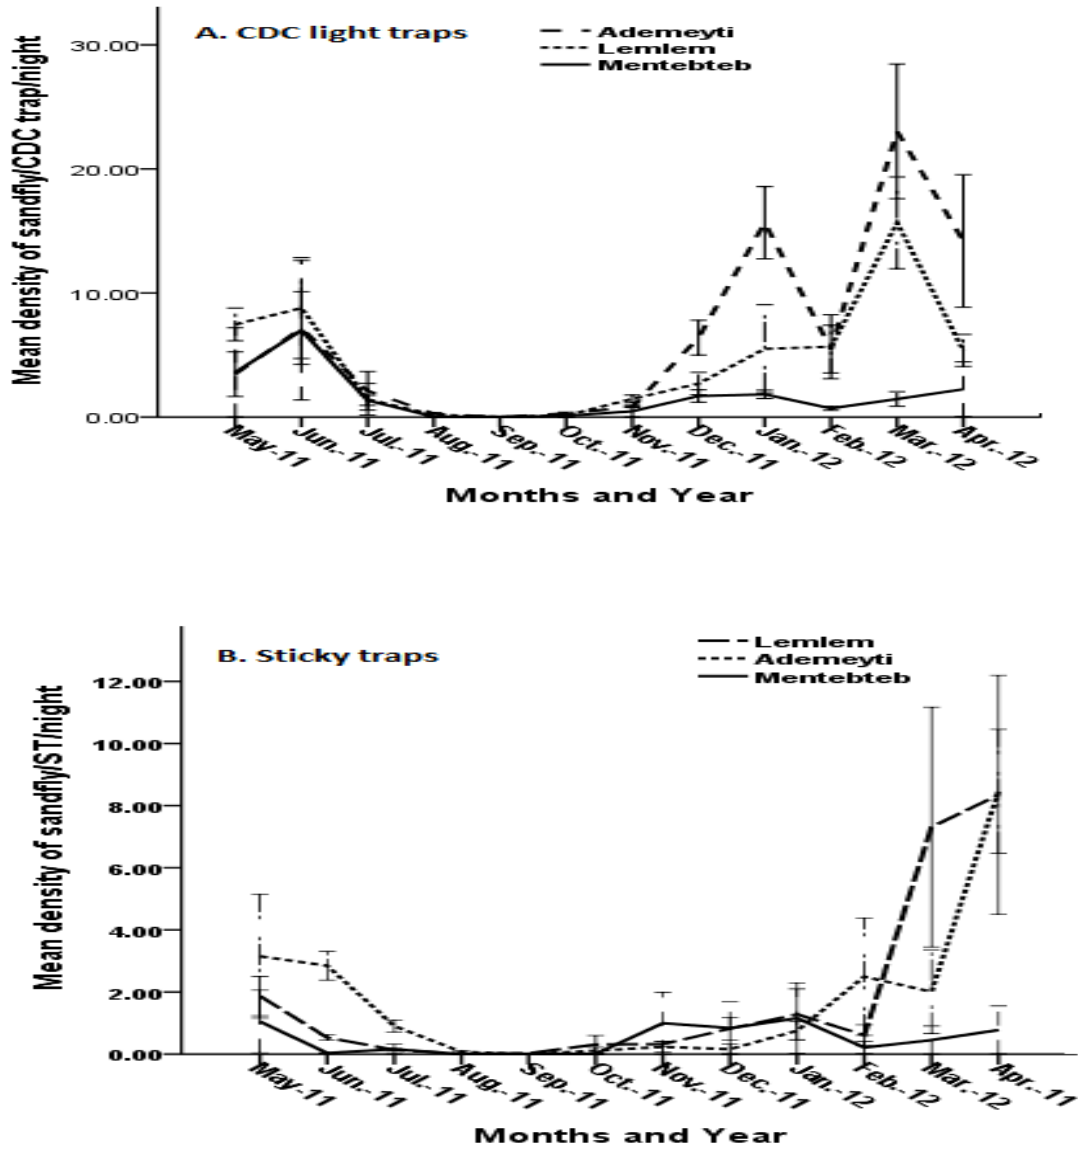 A. CDC light traps
Ademeyti
Lemlem
Mentebteb
Mean density of sandfly/CDC trap/night
30.00
20.00
10.00
0.00
May-11
Jun.-11
Jul.-11
Aug.-11
Sep.-11
Oct.-11
Nov.-11
Dec.-11
Jan.-12
Feb.-12
Mar.-12
Apr.-12
Months and Year
B. Sticky traps
Lemlem
Ademeyti
Mentebteb
Mean density of sandfly/ST/night
12.00
10.00
8.00
6.00
4.00
2.00
0.00
May-11
Jun.-11
Jul.-11
Aug.-11
Sep.-11
Oct.-11
Nov.-11
Dec.-11
Jan.-12
Feb.-12
Mar.-12
Apr.-11
Months and Year